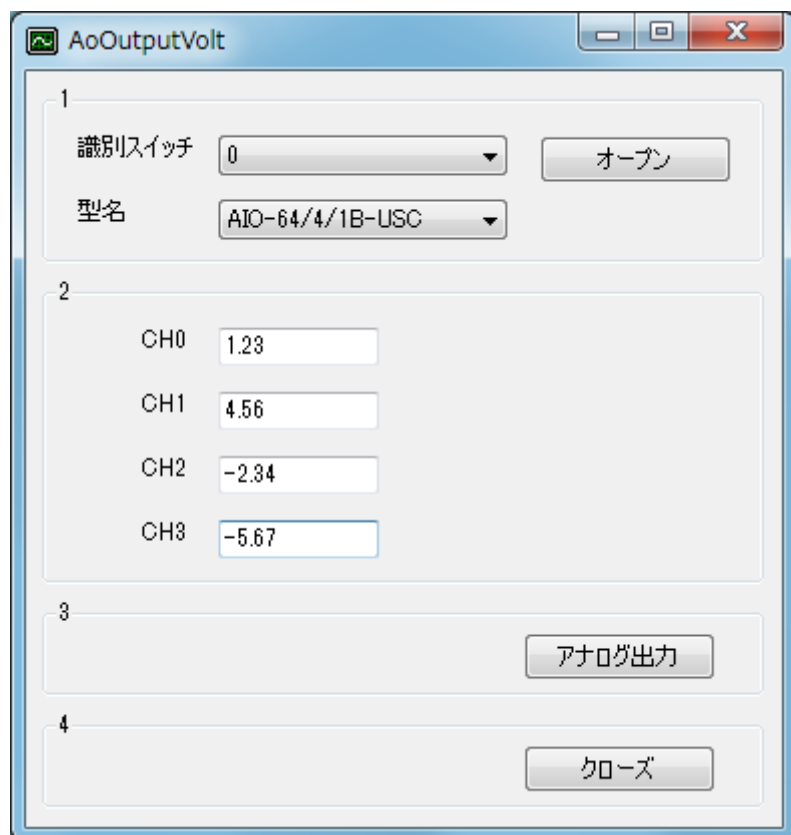 AoOutputVolt
1
識別スイッチ 0 オープン
型名 AIO-64/4/1B-USC
2
CH0 1.23
CH1 4.56
CH2 -2.34
CH3 -5.67
3
アナログ出力
4
クローズ